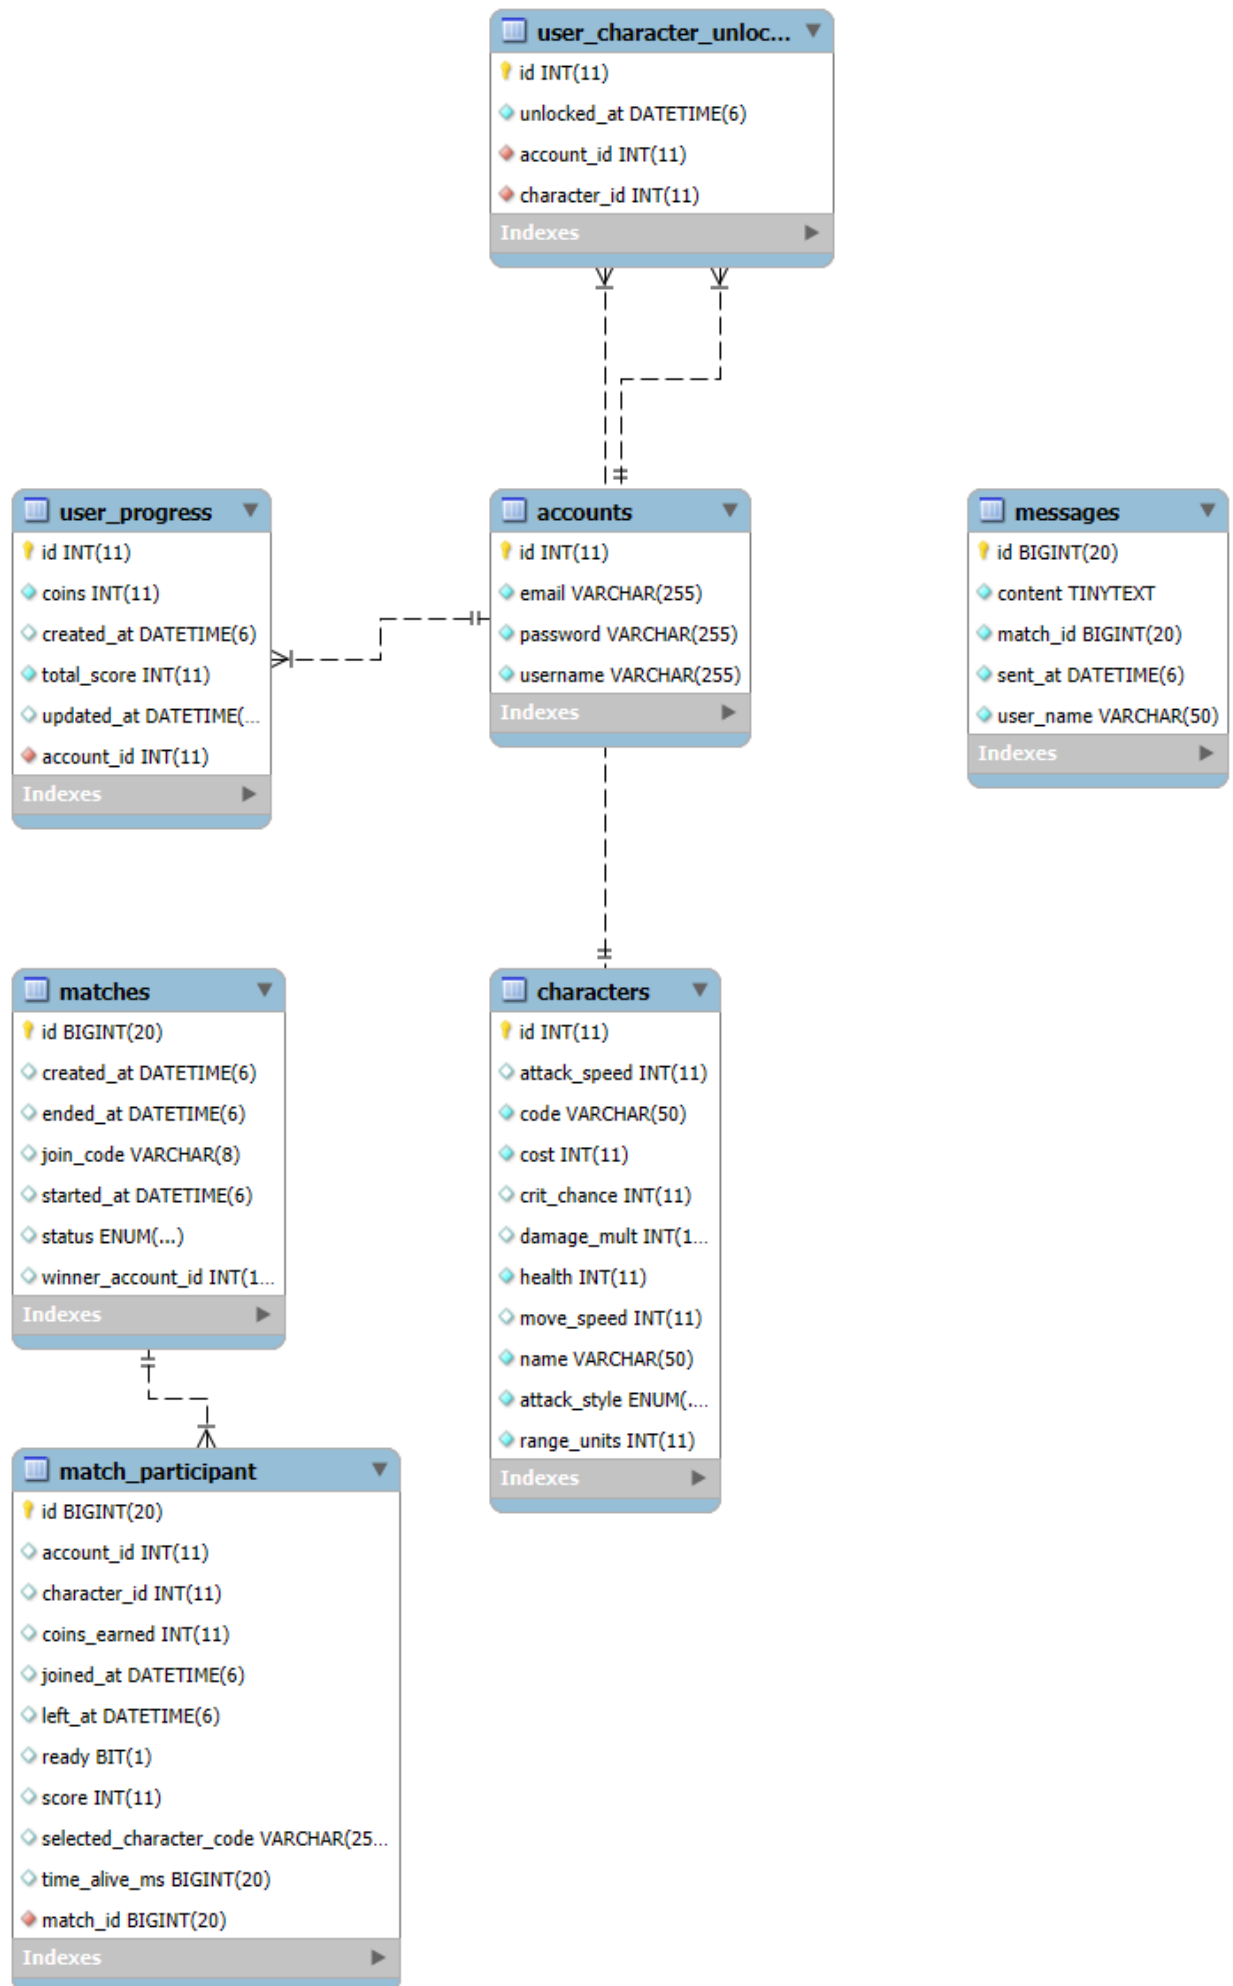 user_character_unloc...
id INT(11)
unlocked_at DATETIME(6)
account_id INT(11)
character_id INT(11)
Indexes
user_progress
id INT(11)
coins INT(11)
created_at DATETIME(6)
total_score INT(11)
updated_at DATETIME(...
account_id INT(11)
Indexes
accounts
id INT(11)
email VARCHAR(255)
password VARCHAR(255)
username VARCHAR(255)
Indexes
messages
id BIGINT(20)
content TINYTEXT
match_id BIGINT(20)
sent_at DATETIME(6)
user_name VARCHAR(50)
Indexes
matches
id BIGINT(20)
created_at DATETIME(6)
ended_at DATETIME(6)
join_code VARCHAR(8)
started_at DATETIME(6)
status ENUM(...)
winner_account_id INT(1...
Indexes
characters
id INT(11)
attack_speed INT(11)
code VARCHAR(50)
cost INT(11)
crit_chance INT(11)
damage_mult INT(1...
health INT(11)
move_speed INT(11)
name VARCHAR(50)
attack_style ENUM(....
range_units INT(11)
Indexes
match_participant
id BIGINT(20)
account_id INT(11)
character_id INT(11)
coins_earned INT(11)
joined_at DATETIME(6)
left_at DATETIME(6)
ready BIT(1)
score INT(11)
selected_character_code VARCHAR(25...
time_alive_ms BIGINT(20)
match_id BIGINT(20)
Indexes